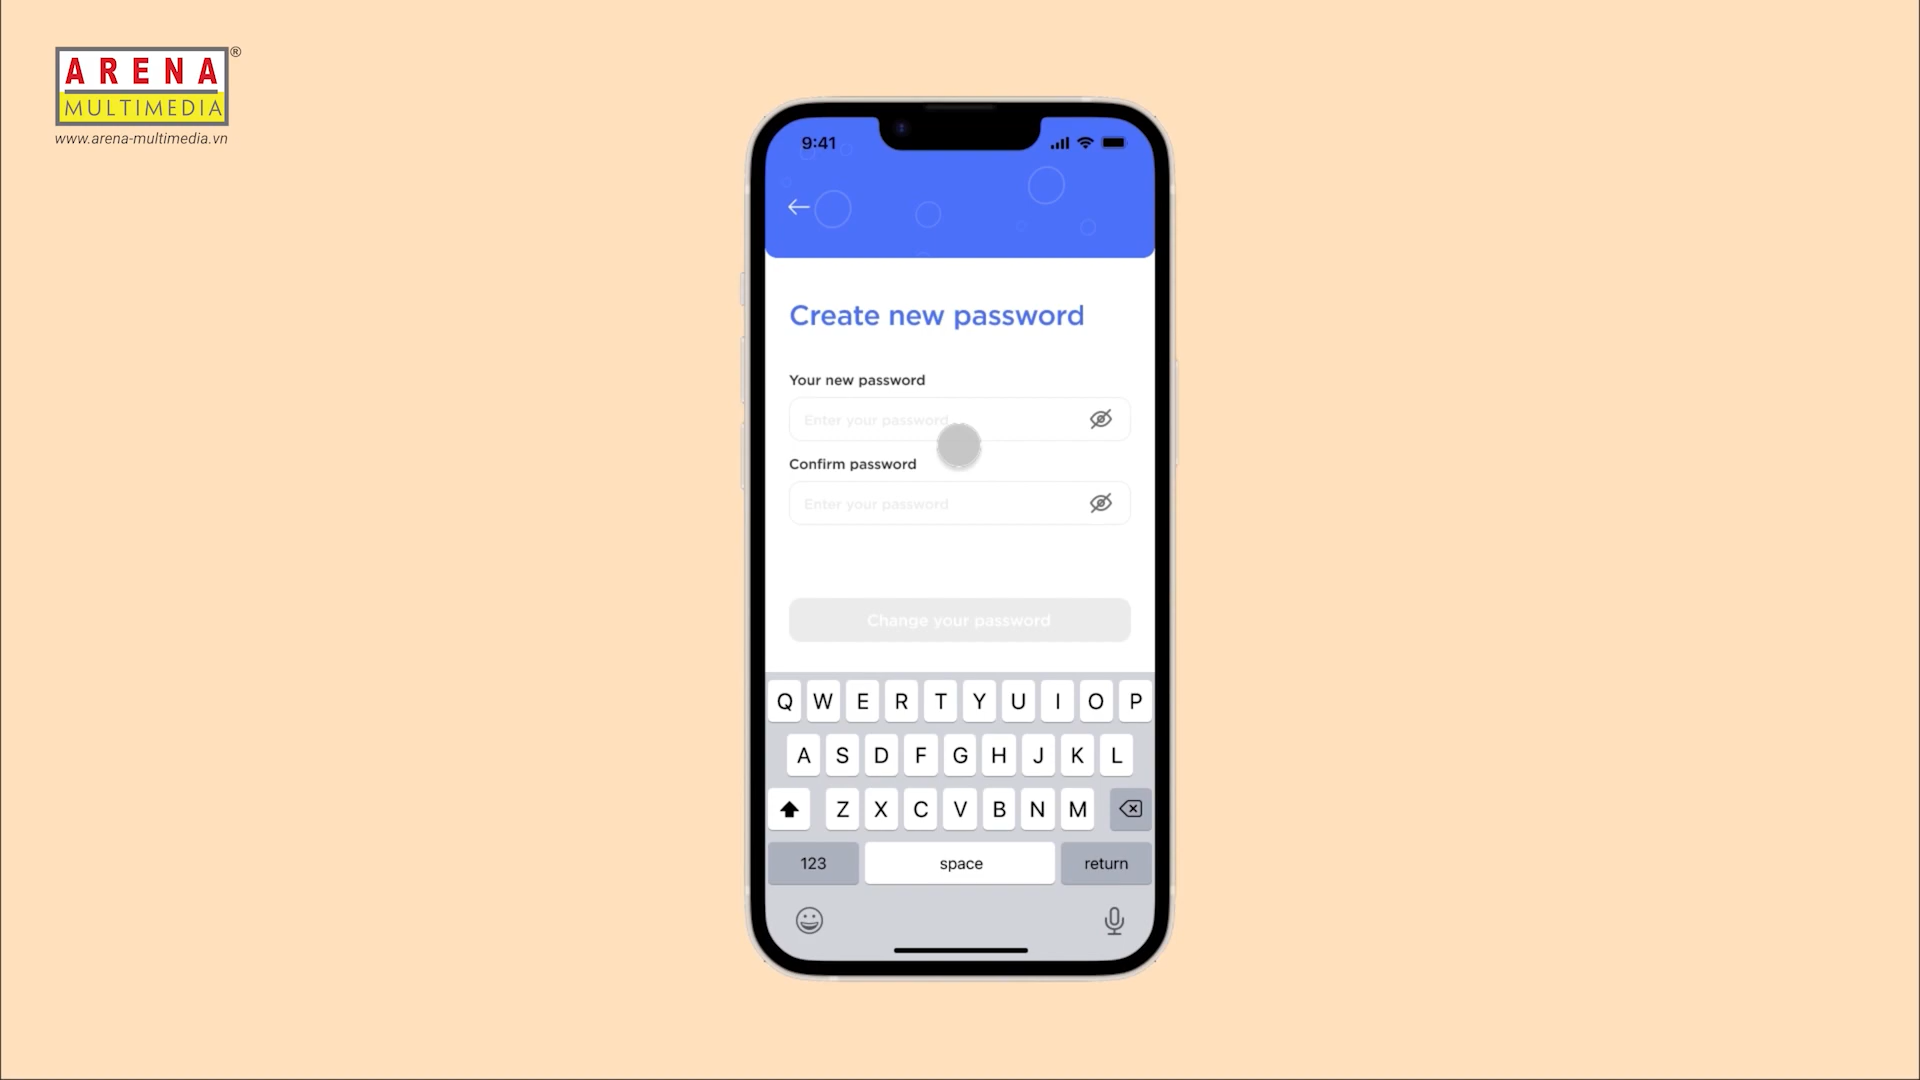 ARENA ®
MULTIMEDIA
www.arena-multimedia.vn
9:41
Create new password
Your new password
Enter your password
Confirm password
Enter your password
Change your password
Q W E R T Y U I O P
A S D F G H J K L
Z X C V B N M
123 space return